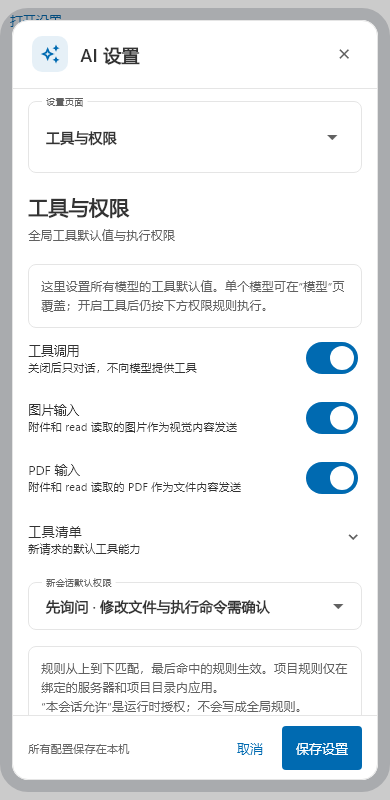 打开设置
AI 设置
设置页面
工具与权限
工具与权限
全局工具默认值与执行权限
这里设置所有模型的工具默认值。单个模型可在“模型”页
覆盖；开启工具后仍按下方权限规则执行。
工具调用
关闭后只对话，不向模型提供工具
图片输入
附件和 read 读取的图片作为视觉内容发送
PDF 输入
附件和 read 读取的 PDF 作为文件内容发送
工具清单
新请求的默认工具能力
新会话默认权限
先询问 · 修改文件与执行命令需确认
规则从上到下匹配，最后命中的规则生效。项目规则仅在
绑定的服务器和项目目录内应用。
“本会话允许”是运行时授权；不会写成全局规则。
所有配置保存在本机
取消
保存设置